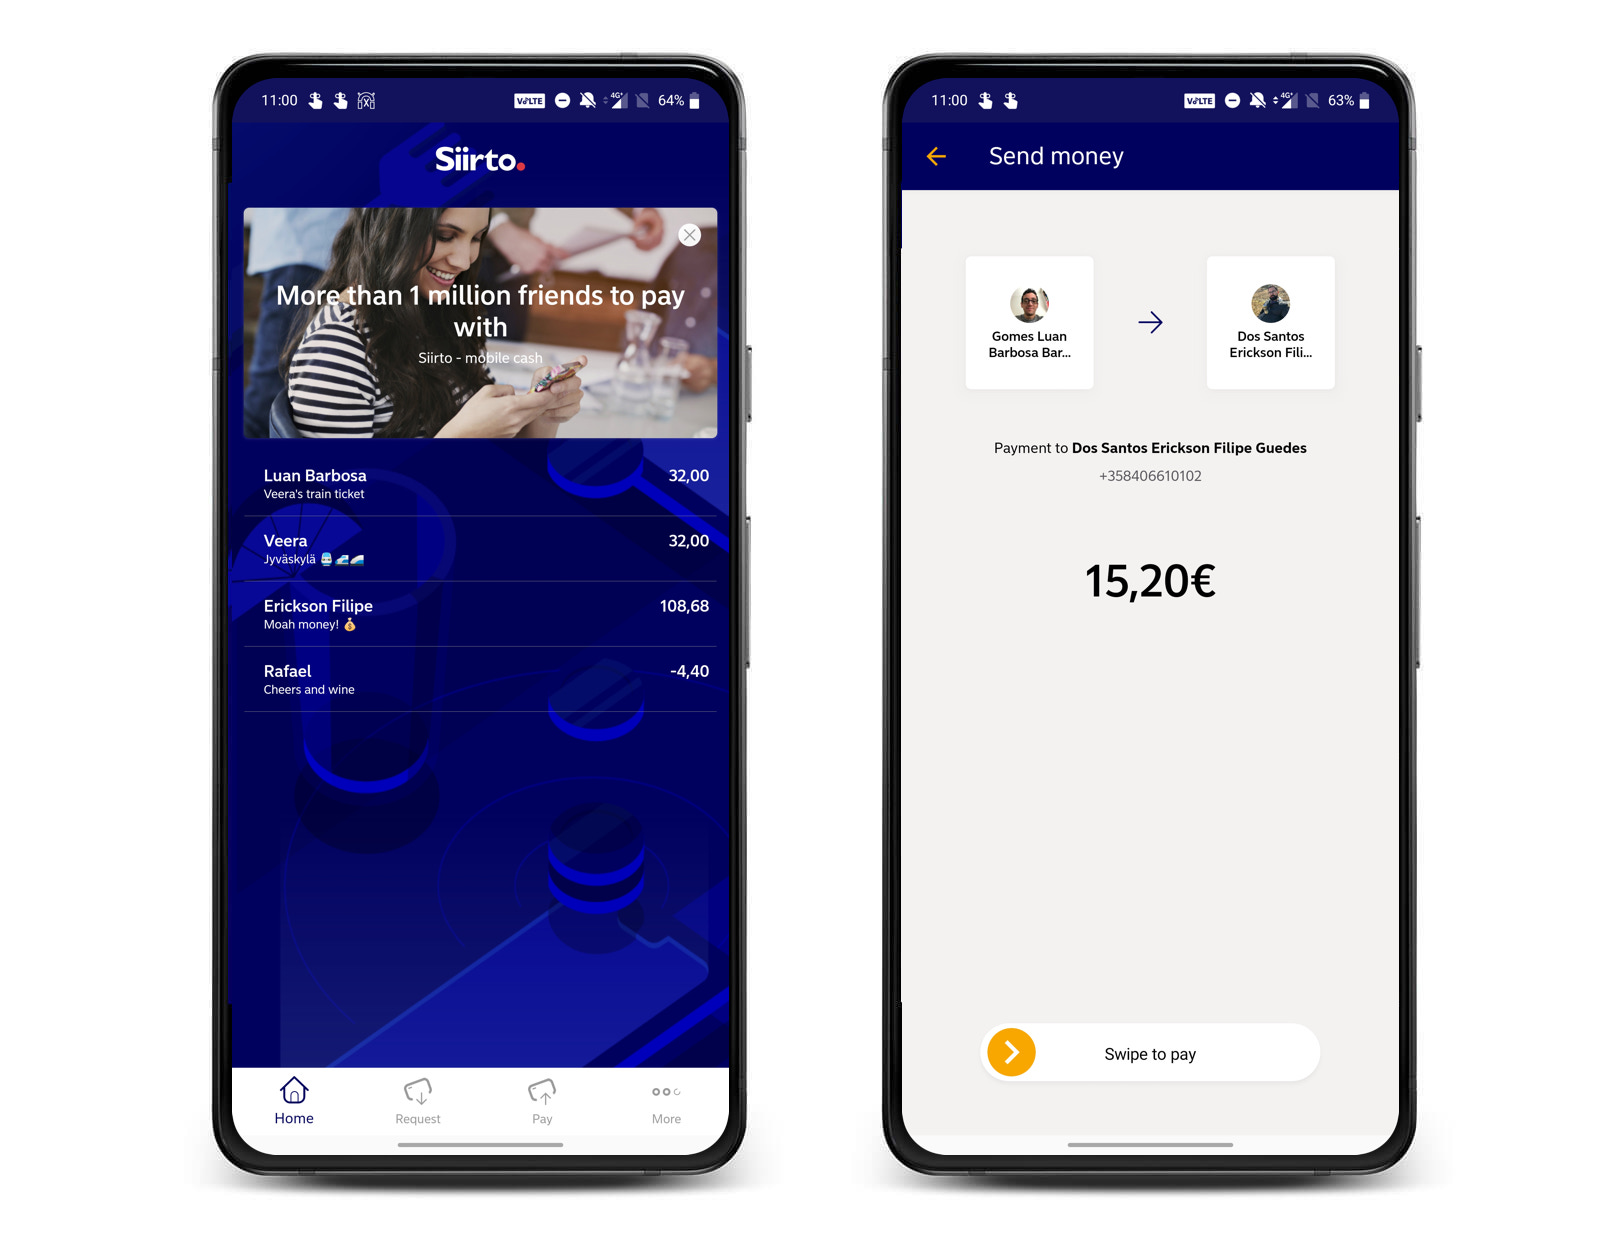 11:00
VoLTE
4G+
64%
Siirto.
More than 1 million friends to pay
with
Siirto - mobile cash
Luan Barbosa 32,00
Veera's train ticket
Veera 32,00
Jyväskylä 🚆🚅🚄
Erickson Filipe 108,68
Moah money! 💰
Rafael -4,40
Cheers and wine
Home Request Pay More
11:00
VoLTE
4G+
63%
Send money
Gomes Luan
Barbosa Bar...
Dos Santos
Erickson Fili...
Payment to Dos Santos Erickson Filipe Guedes
+358406610102
15,20€
Swipe to pay